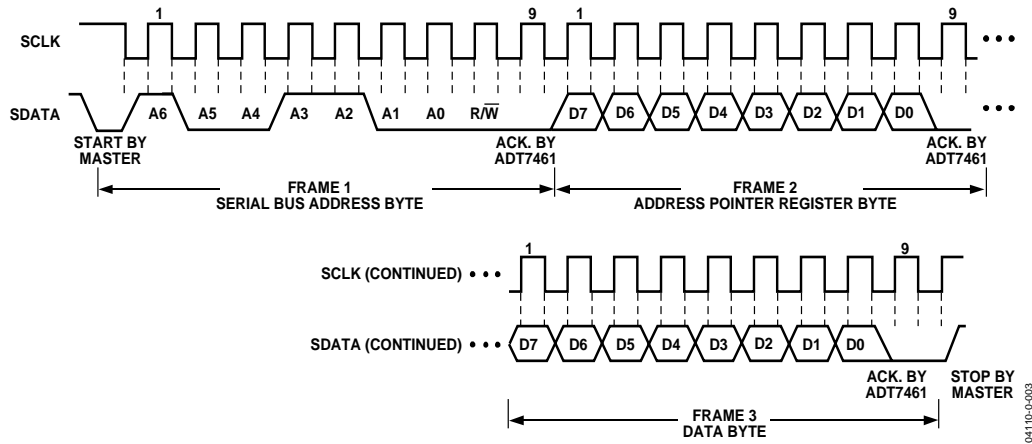 1 9 1 9
SCLK
SDATA A6 A5 A4 A3 A2 A1 A0 R/W̅ D7 D6 D5 D4 D3 D2 D1 D0
START BY
MASTER
ACK. BY
ADT7461
ACK. BY
ADT7461
FRAME 1
SERIAL BUS ADDRESS BYTE
FRAME 2
ADDRESS POINTER REGISTER BYTE
1 9
SCLK (CONTINUED)
SDATA (CONTINUED) D7 D6 D5 D4 D3 D2 D1 D0
ACK. BY
ADT7461
STOP BY
MASTER
FRAME 3
DATA BYTE
04110-0-003